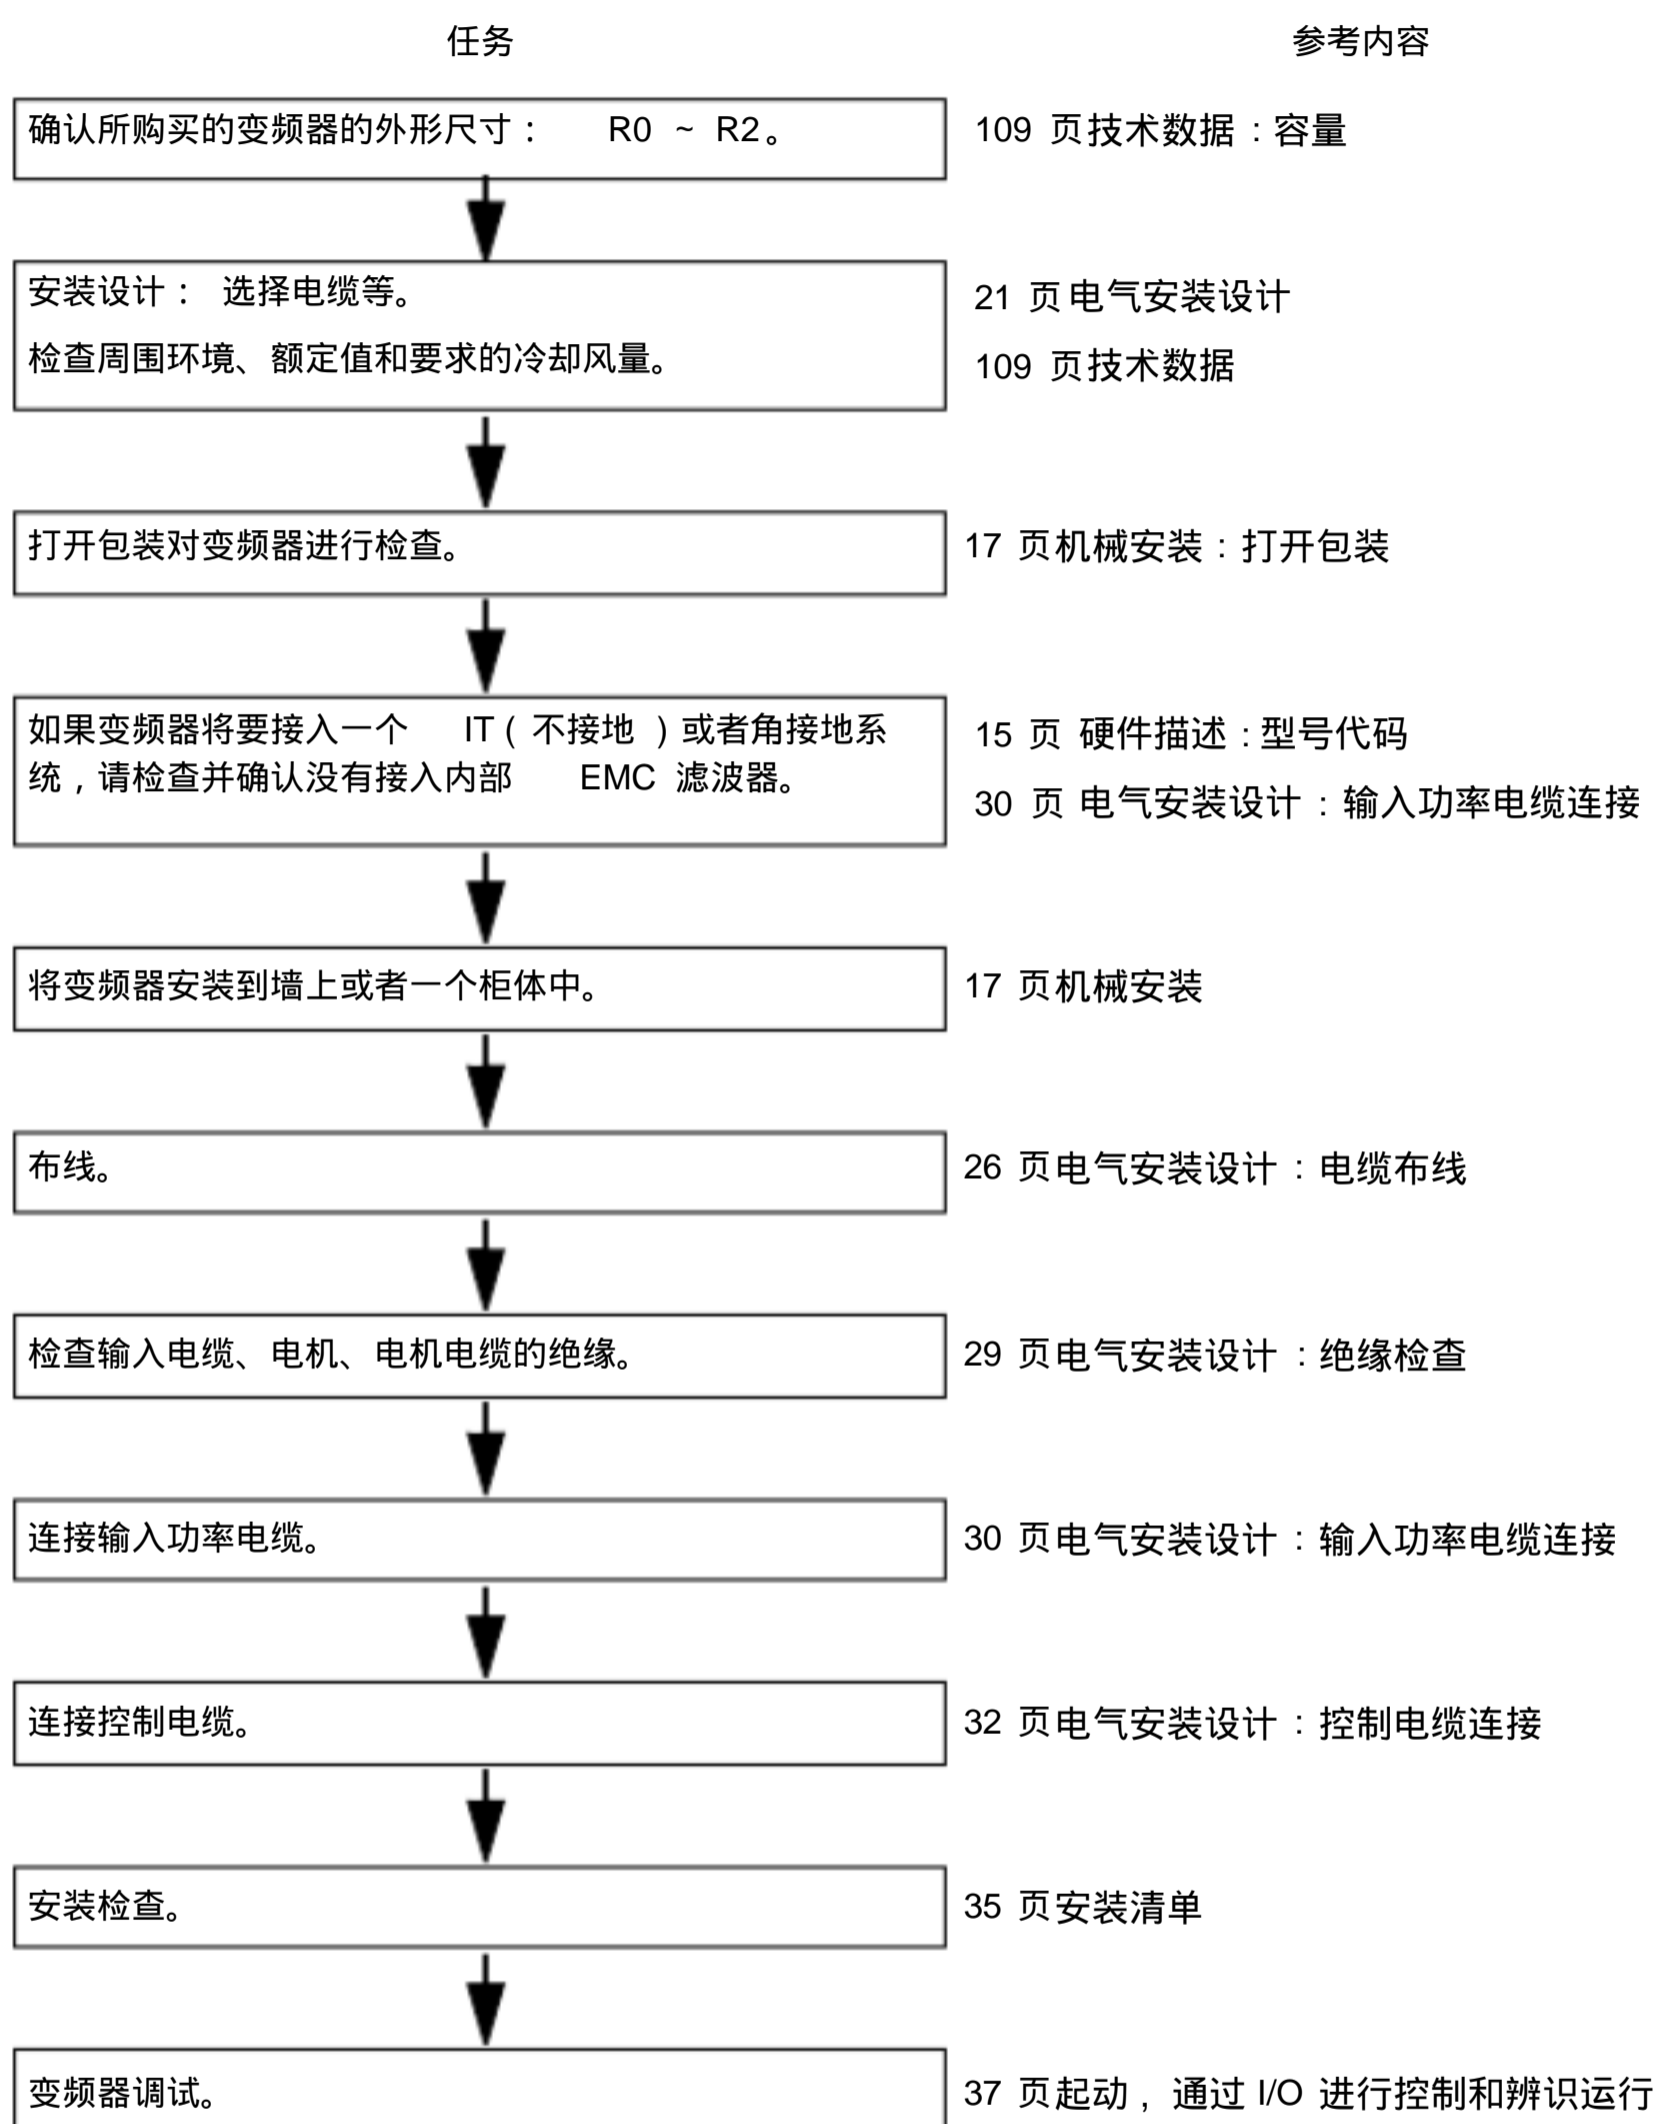 任务 参考内容
确认所购买的变频器的外形尺寸： R0 ~ R2。 109 页技术数据：容量
安装设计： 选择电缆等。 21 页电气安装设计
检查周围环境、额定值和要求的冷却风量。 109 页技术数据
打开包装对变频器进行检查。 17 页机械安装：打开包装
如果变频器将要接入一个 IT( 不接地 )或者角接地系 15 页 硬件描述：型号代码
统，请检查并确认没有接入内部 EMC 滤波器。 30 页 电气安装设计：输入功率电缆连接
将变频器安装到墙上或者一个柜体中。 17 页机械安装
布线。 26 页电气安装设计：电缆布线
检查输入电缆、电机、电机电缆的绝缘。 29 页电气安装设计：绝缘检查
连接输入功率电缆。 30 页电气安装设计：输入功率电缆连接
连接控制电缆。 32 页电气安装设计：控制电缆连接
安装检查。 35 页安装清单
变频器调试。 37 页起动，通过 I/O 进行控制和辨识运行